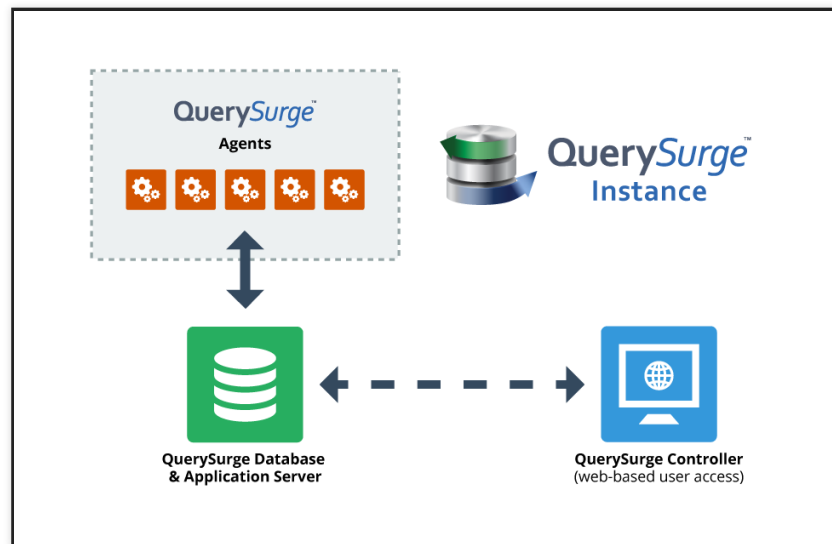 QuerySurge™
Agents
QuerySurge™
Instance
QuerySurge Database
& Application Server
QuerySurge Controller
(web-based user access)